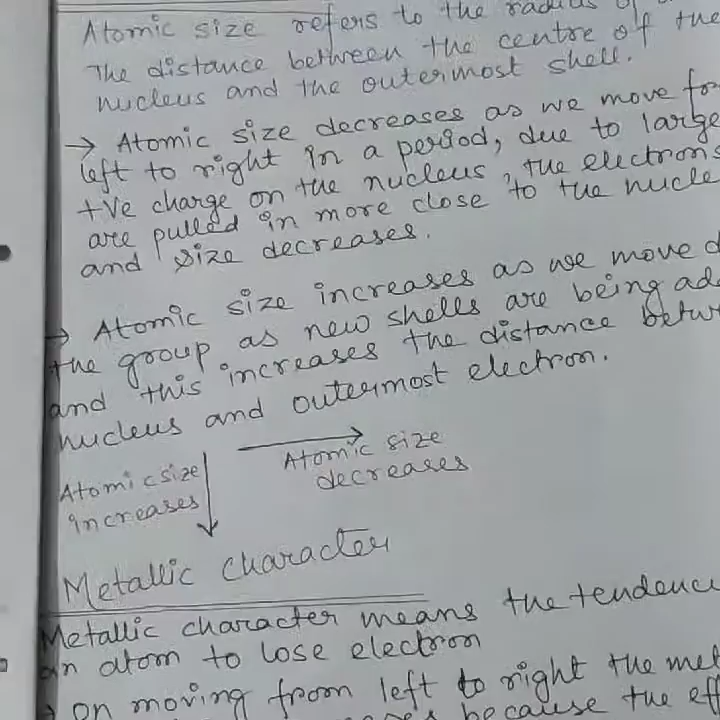 Atomic size refers to the radius of
The distance between the centre of the
nucleus and the outermost shell.
→ Atomic size decreases as we move
left to right in a period, due to large
+ve charge on the nucleus, the electrons
are pulled in more close to the nucle
and size decreases.
→ Atomic size increases as we move d
the group as new shells are being ad
and this increases the distance betw
nucleus and outermost electron.
Atomic size
decreases
Atomic size
increases
Metallic character
Metallic character means the tendenc
an atom to lose electron
→ on moving from left to right the met
because the eff